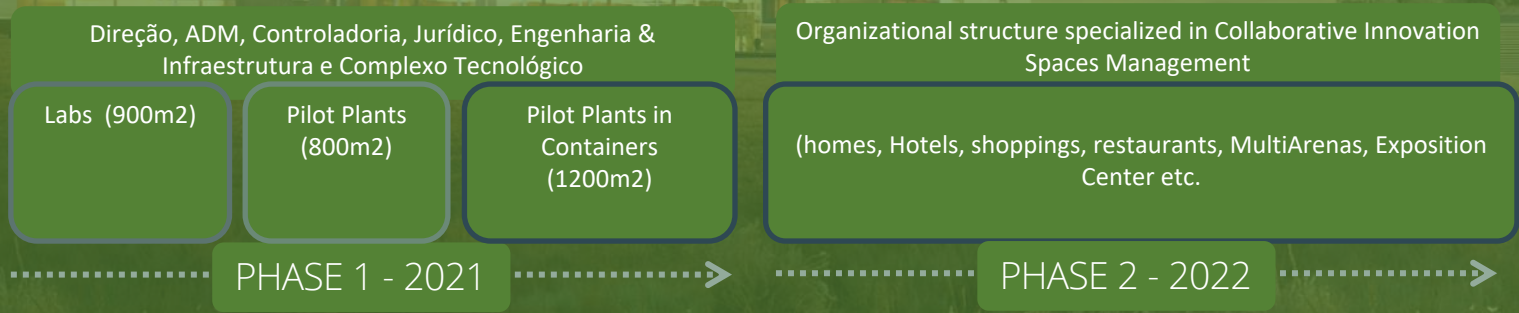 Direção, ADM, Controladoria, Jurídico, Engenharia &
Infraestrutura e Complexo Tecnológico
Labs (900m2)
Pilot Plants
(800m2)
Pilot Plants in
Containers
(1200m2)
PHASE 1 - 2021
Organizational structure specialized in Collaborative Innovation
Spaces Management
(homes, Hotels, shoppings, restaurants, MultiArenas, Exposition
Center etc.
PHASE 2 - 2022